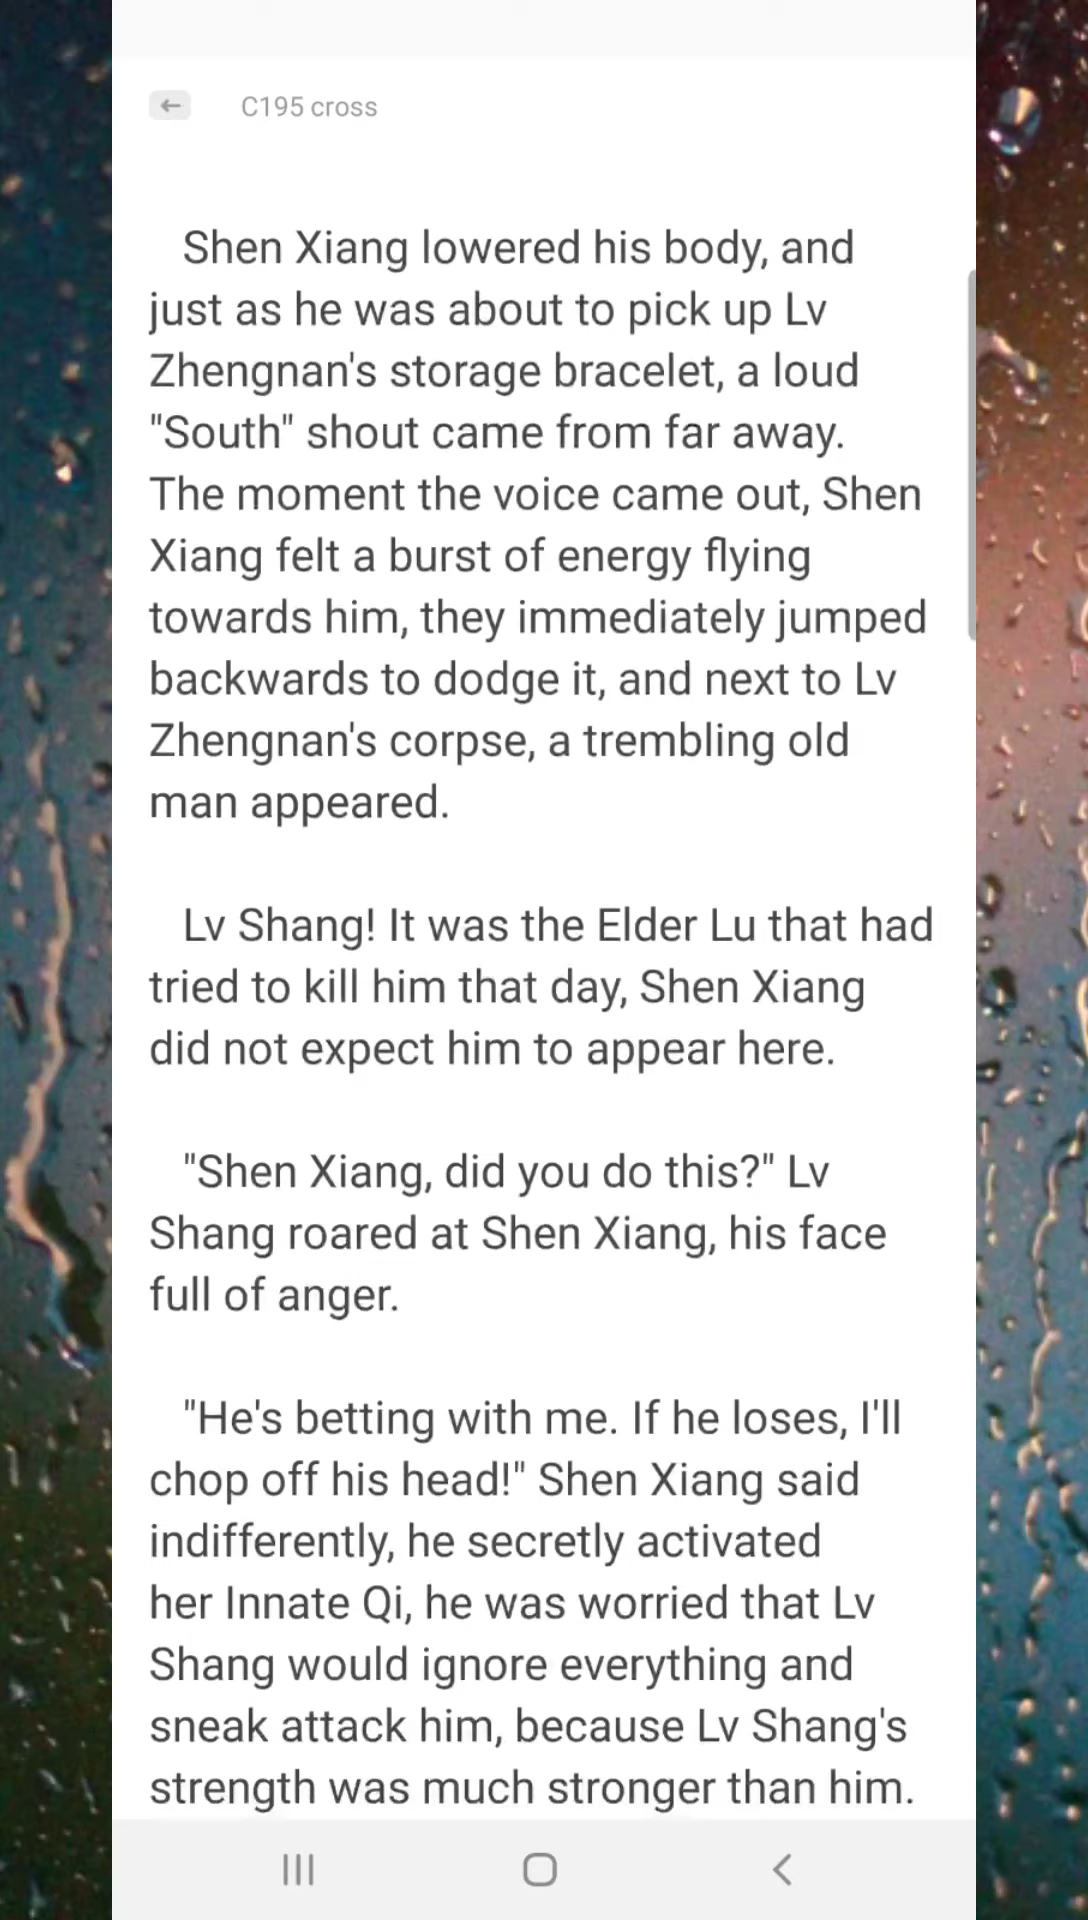 C195 cross
Shen Xiang lowered his body, and
just as he was about to pick up Lv
Zhengnan's storage bracelet, a loud
"South" shout came from far away.
The moment the voice came out, Shen
Xiang felt a burst of energy flying
towards him, they immediately jumped
backwards to dodge it, and next to Lv
Zhengnan's corpse, a trembling old
man appeared.
Lv Shang! It was the Elder Lu that had
tried to kill him that day, Shen Xiang
did not expect him to appear here.
"Shen Xiang, did you do this?" Lv
Shang roared at Shen Xiang, his face
full of anger.
"He's betting with me. If he loses, I'll
chop off his head!" Shen Xiang said
indifferently, he secretly activated
her Innate Qi, he was worried that Lv
Shang would ignore everything and
sneak attack him, because Lv Shang's
strength was much stronger than him.